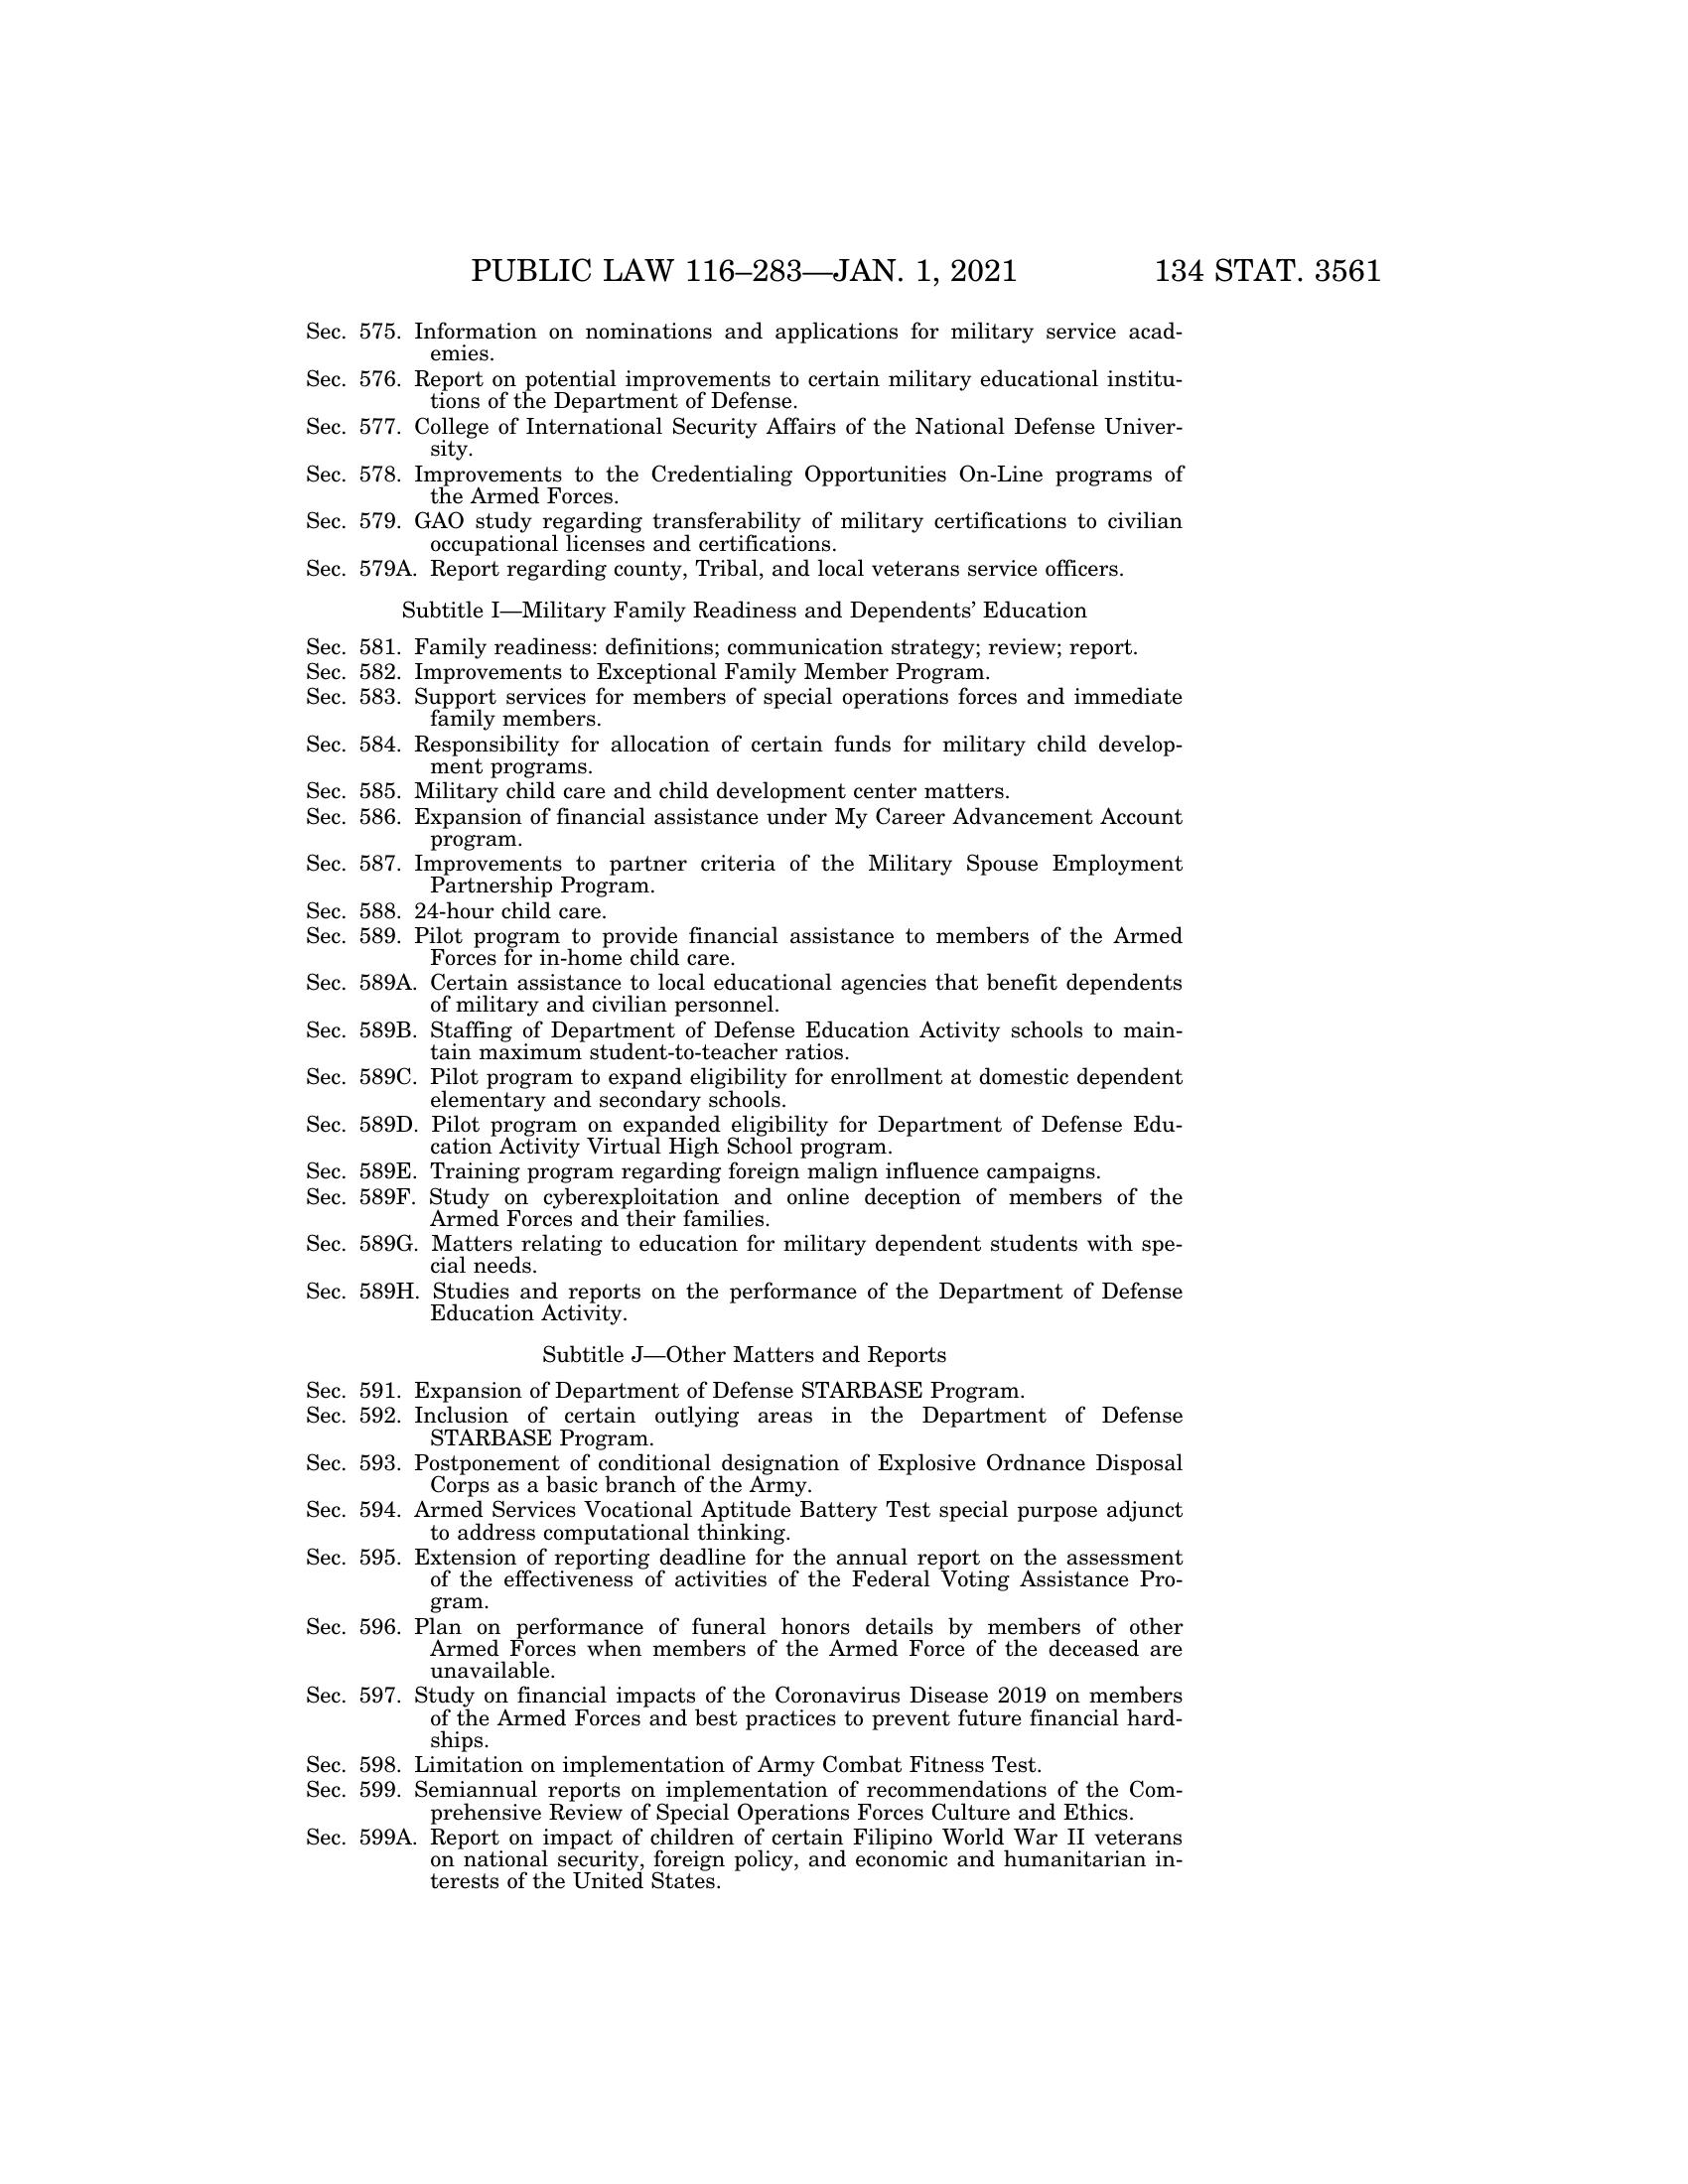 PUBLIC LAW 116–283—JAN. 1, 2021 134 STAT. 3561
Sec. 575. Information on nominations and applications for military service acad-
emies.
Sec. 576. Report on potential improvements to certain military educational institu-
tions of the Department of Defense.
Sec. 577. College of International Security Affairs of the National Defense Univer-
sity.
Sec. 578. Improvements to the Credentialing Opportunities On-Line programs of
the Armed Forces.
Sec. 579. GAO study regarding transferability of military certifications to civilian
occupational licenses and certifications.
Sec. 579A. Report regarding county, Tribal, and local veterans service officers.
Subtitle I—Military Family Readiness and Dependents’ Education
Sec. 581. Family readiness: definitions; communication strategy; review; report.
Sec. 582. Improvements to Exceptional Family Member Program.
Sec. 583. Support services for members of special operations forces and immediate
family members.
Sec. 584. Responsibility for allocation of certain funds for military child develop-
ment programs.
Sec. 585. Military child care and child development center matters.
Sec. 586. Expansion of financial assistance under My Career Advancement Account
program.
Sec. 587. Improvements to partner criteria of the Military Spouse Employment
Partnership Program.
Sec. 588. 24-hour child care.
Sec. 589. Pilot program to provide financial assistance to members of the Armed
Forces for in-home child care.
Sec. 589A. Certain assistance to local educational agencies that benefit dependents
of military and civilian personnel.
Sec. 589B. Staffing of Department of Defense Education Activity schools to main-
tain maximum student-to-teacher ratios.
Sec. 589C. Pilot program to expand eligibility for enrollment at domestic dependent
elementary and secondary schools.
Sec. 589D. Pilot program on expanded eligibility for Department of Defense Edu-
cation Activity Virtual High School program.
Sec. 589E. Training program regarding foreign malign influence campaigns.
Sec. 589F. Study on cyberexploitation and online deception of members of the
Armed Forces and their families.
Sec. 589G. Matters relating to education for military dependent students with spe-
cial needs.
Sec. 589H. Studies and reports on the performance of the Department of Defense
Education Activity.
Subtitle J—Other Matters and Reports
Sec. 591. Expansion of Department of Defense STARBASE Program.
Sec. 592. Inclusion of certain outlying areas in the Department of Defense
STARBASE Program.
Sec. 593. Postponement of conditional designation of Explosive Ordnance Disposal
Corps as a basic branch of the Army.
Sec. 594. Armed Services Vocational Aptitude Battery Test special purpose adjunct
to address computational thinking.
Sec. 595. Extension of reporting deadline for the annual report on the assessment
of the effectiveness of activities of the Federal Voting Assistance Pro-
gram.
Sec. 596. Plan on performance of funeral honors details by members of other
Armed Forces when members of the Armed Force of the deceased are
unavailable.
Sec. 597. Study on financial impacts of the Coronavirus Disease 2019 on members
of the Armed Forces and best practices to prevent future financial hard-
ships.
Sec. 598. Limitation on implementation of Army Combat Fitness Test.
Sec. 599. Semiannual reports on implementation of recommendations of the Com-
prehensive Review of Special Operations Forces Culture and Ethics.
Sec. 599A. Report on impact of children of certain Filipino World War II veterans
on national security, foreign policy, and economic and humanitarian in-
terests of the United States.